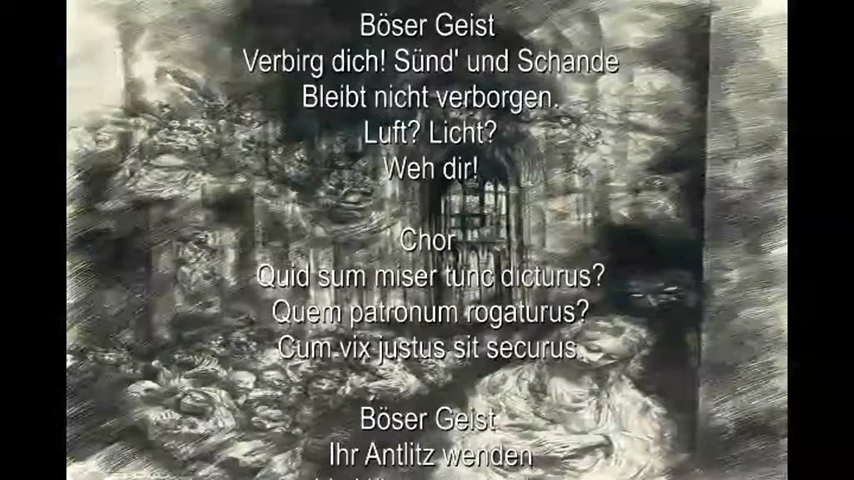 Böser Geist
Verbirg dich! Sünd' und Schande
Bleibt nicht verborgen.
Luft? Licht?
Weh dir!
Chor
Quid sum miser tunc dicturus?
Quem patronum rogaturus?
Cum vix justus sit securus.
Böser Geist
Ihr Antlitz wenden